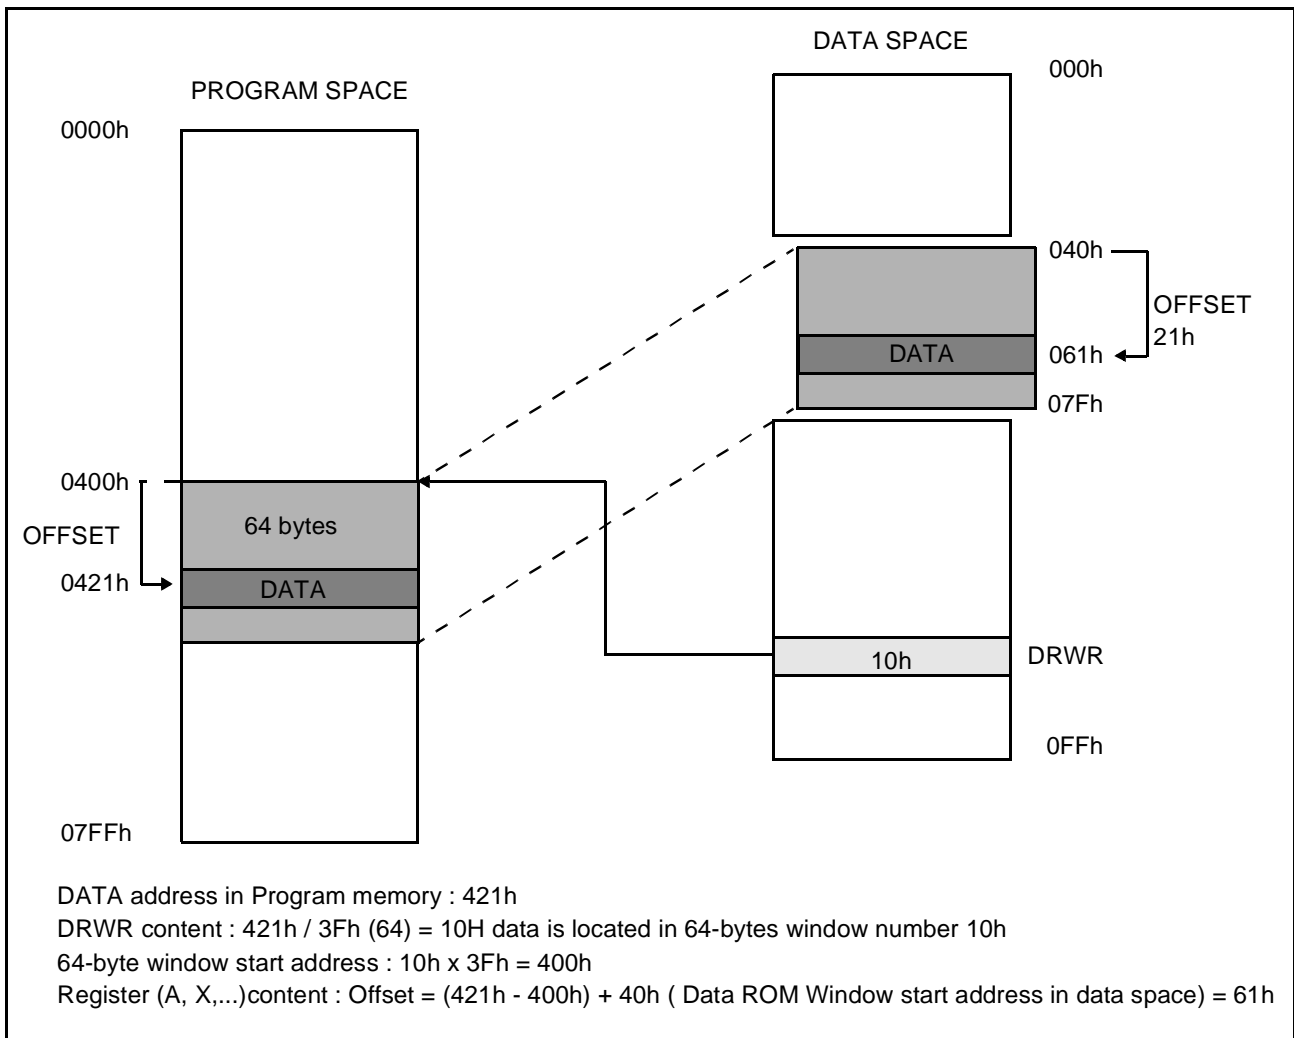 DATA SPACE
000h
PROGRAM SPACE
0000h
040h
OFFSET
21h
DATA
061h
07Fh
0400h
64 bytes
OFFSET
0421h
DATA
10h
DRWR
0FFh
07FFh
DATA address in Program memory : 421h
DRWR content : 421h / 3Fh (64) = 10H data is located in 64-bytes window number 10h
64-byte window start address : 10h x 3Fh = 400h
Register (A, X,...)content : Offset = (421h - 400h) + 40h ( Data ROM Window start address in data space) = 61h